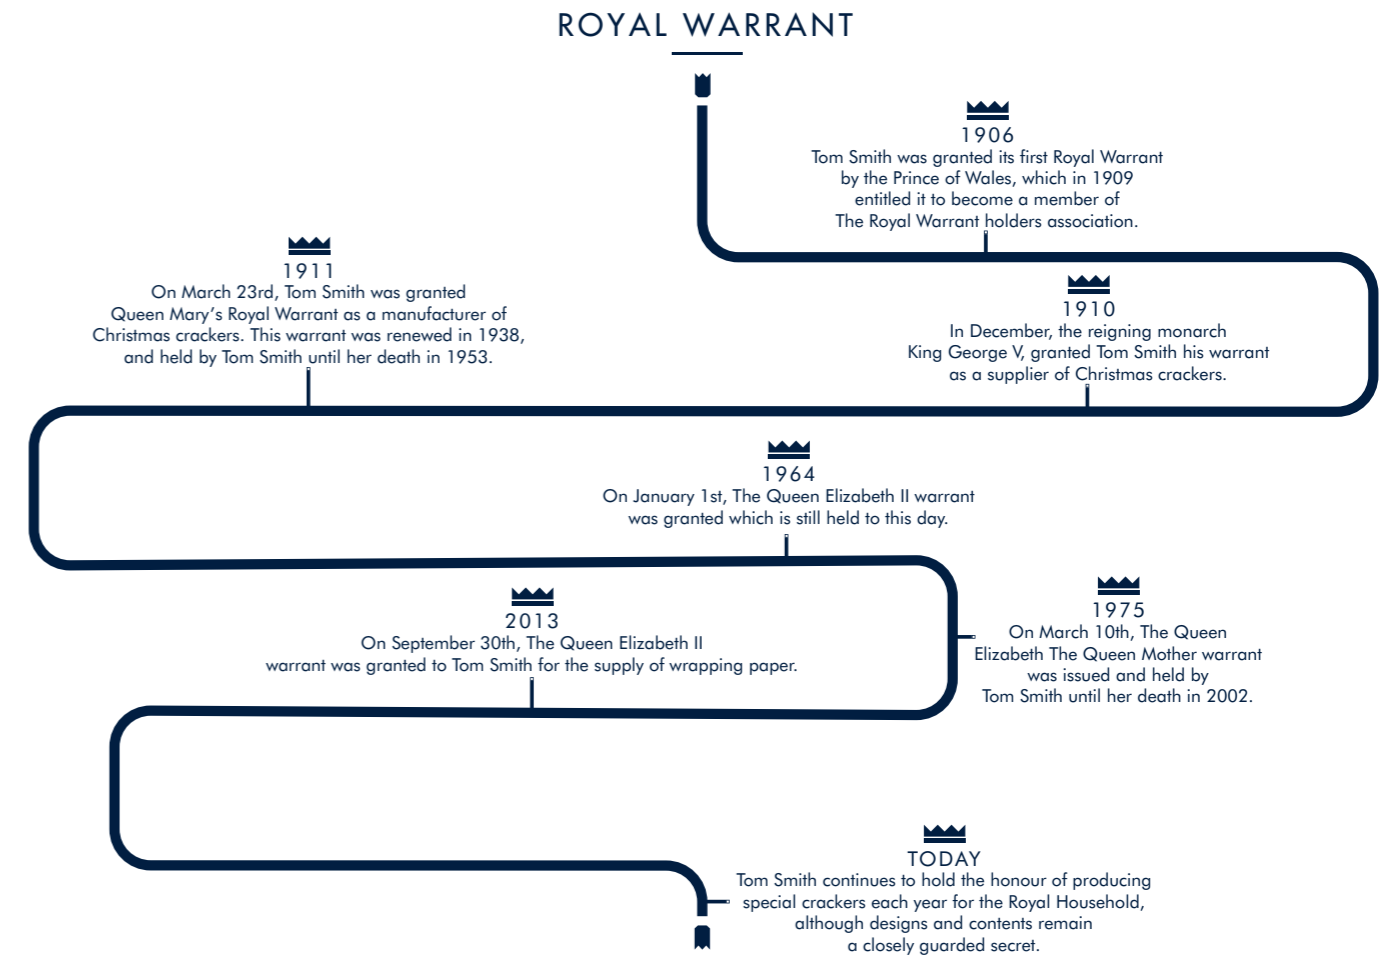 ROYAL WARRANT
1906
Tom Smith was granted its first Royal Warrant
by the Prince of Wales, which in 1909
entitled it to become a member of
The Royal Warrant holders association.
1910
In December, the reigning monarch
King George V, granted Tom Smith his warrant
as a supplier of Christmas crackers.
1911
On March 23rd, Tom Smith was granted
Queen Mary's Royal Warrant as a manufacturer of
Christmas crackers. This warrant was renewed in 1938,
and held by Tom Smith until her death in 1953.
1964
On January 1st, The Queen Elizabeth II warrant
was granted which is still held to this day.
1975
On March 10th, The Queen
Elizabeth The Queen Mother warrant
was issued and held by
Tom Smith until her death in 2002.
2013
On September 30th, The Queen Elizabeth II
warrant was granted to Tom Smith for the supply of wrapping paper.
TODAY
Tom Smith continues to hold the honour of producing
special crackers each year for the Royal Household,
although designs and contents remain
a closely guarded secret.